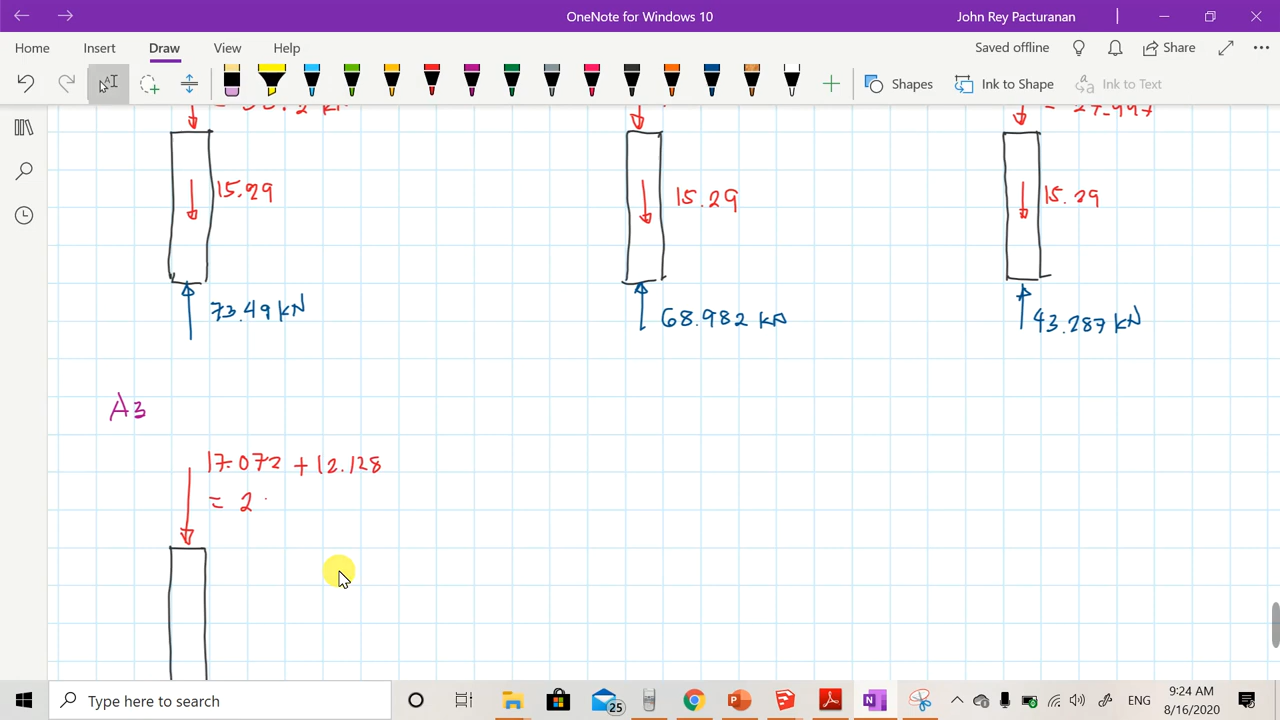 OneNote for Windows 10
John Rey Pacturanan
Home Insert Draw View Help
Saved offline
Share
Shapes
Ink to Shape
Ink to Text
15.29
15.29
15.29
73.49 kN
68.982 kN
43.287 kN
A3
17.072 + 12.128
= 2
Type here to search
25
ENG
9:24 AM
8/16/2020